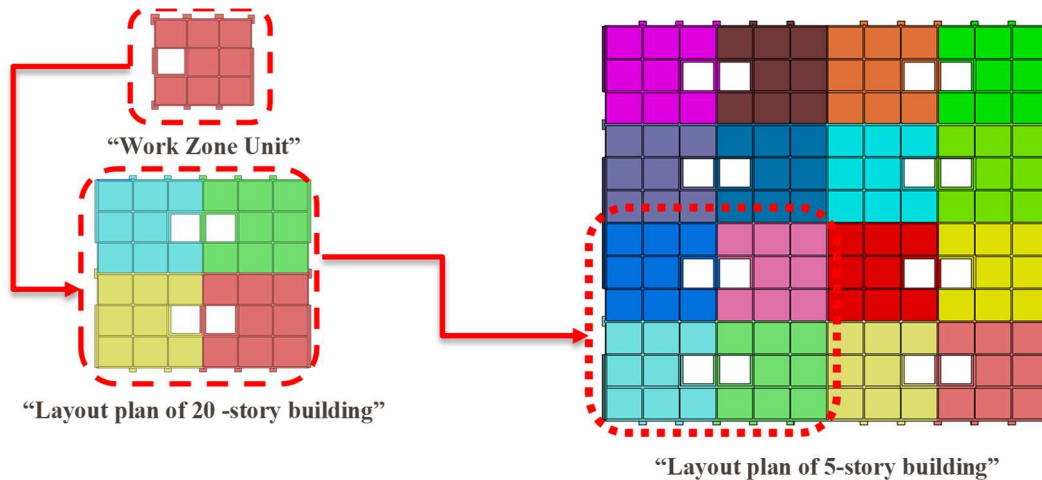 “Work Zone Unit”
“Layout plan of 20 -story building”
“Layout plan of 5-story building”